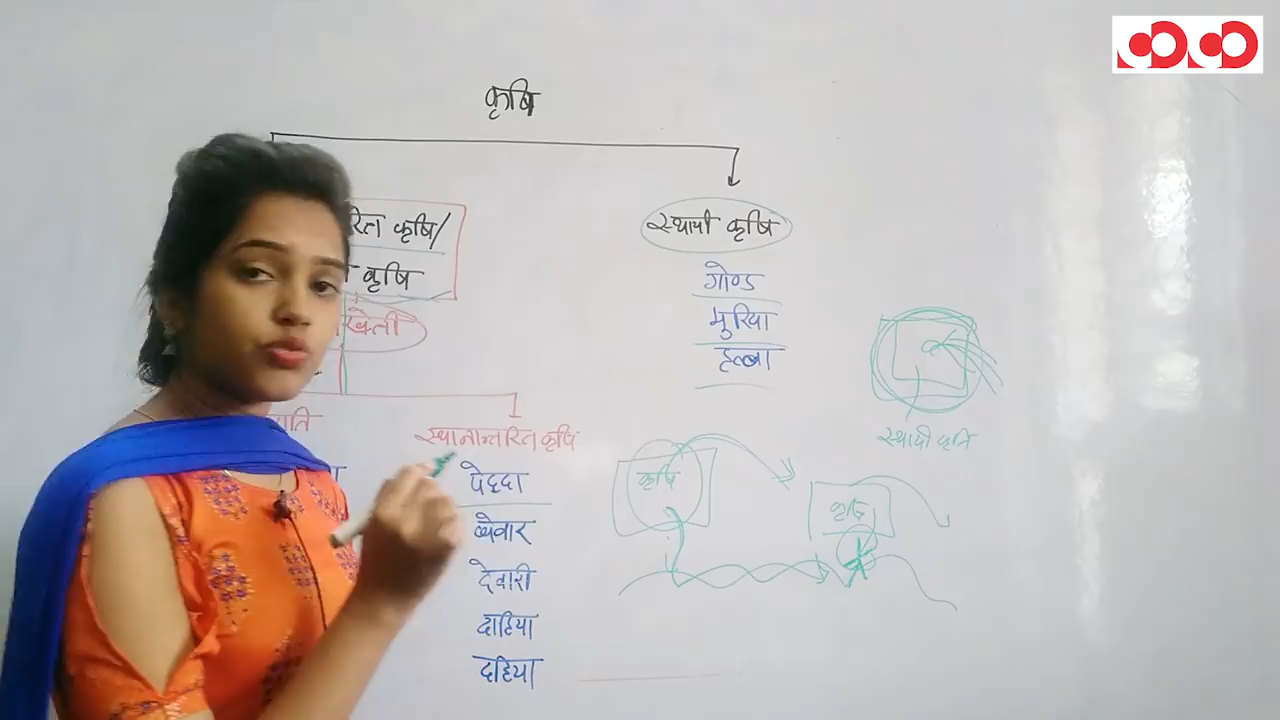 कृषि
रित कृषि/
कृषि
खेती
स्थायी कृषि
गोण्ड
मुरिया
हल्बा
स्थायी कृषि
ाति
स्थानान्तरित कृषि
पेद्दा
ब्येवार
देवारी
दाहिया
दहिया
कृषि
कृषि